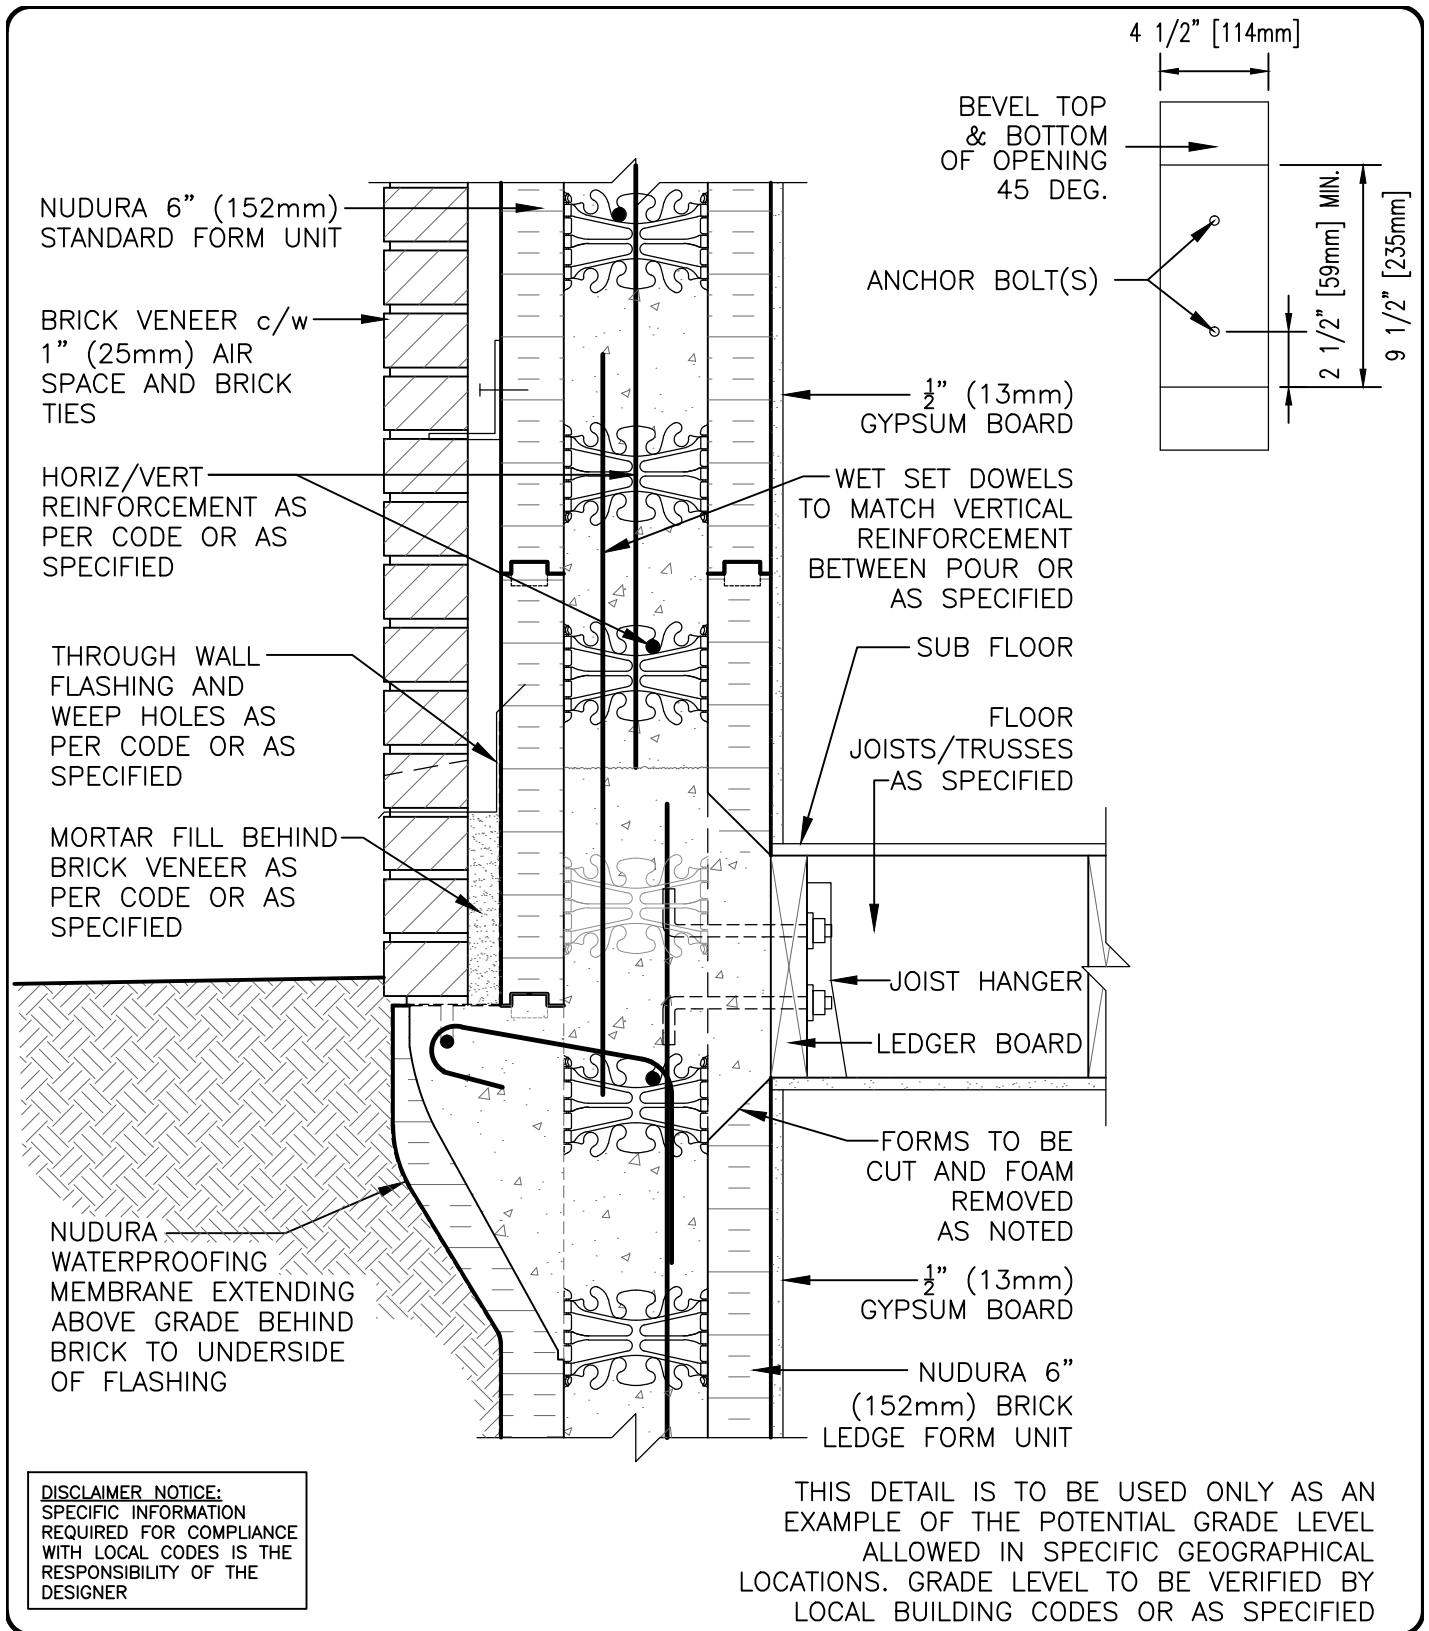 4 1/2” [114mm]
BEVEL TOP
& BOTTOM
OF OPENING
45 DEG.
ANCHOR BOLT(S)
2 1/2” [59mm] MIN.
9 1/2” [235mm]
NUDURA 6” (152mm)
STANDARD FORM UNIT
BRICK VENEER c/w
1” (25mm) AIR
SPACE AND BRICK
TIES
HORIZ/VERT
REINFORCEMENT AS
PER CODE OR AS
SPECIFIED
THROUGH WALL
FLASHING AND
WEEP HOLES AS
PER CODE OR AS
SPECIFIED
MORTAR FILL BEHIND
BRICK VENEER AS
PER CODE OR AS
SPECIFIED
NUDURA
WATERPROOFING
MEMBRANE EXTENDING
ABOVE GRADE BEHIND
BRICK TO UNDERSIDE
OF FLASHING
½” (13mm)
GYPSUM BOARD
WET SET DOWELS
TO MATCH VERTICAL
REINFORCEMENT
BETWEEN POUR OR
AS SPECIFIED
SUB FLOOR
FLOOR
JOISTS/TRUSSES
AS SPECIFIED
JOIST HANGER
LEDGER BOARD
FORMS TO BE
CUT AND FOAM
REMOVED
AS NOTED
½” (13mm)
GYPSUM BOARD
NUDURA 6”
(152mm) BRICK
LEDGE FORM UNIT
DISCLAIMER NOTICE:
SPECIFIC INFORMATION
REQUIRED FOR COMPLIANCE
WITH LOCAL CODES IS THE
RESPONSIBILITY OF THE
DESIGNER
THIS DETAIL IS TO BE USED ONLY AS AN
EXAMPLE OF THE POTENTIAL GRADE LEVEL
ALLOWED IN SPECIFIC GEOGRAPHICAL
LOCATIONS. GRADE LEVEL TO BE VERIFIED BY
LOCAL BUILDING CODES OR AS SPECIFIED